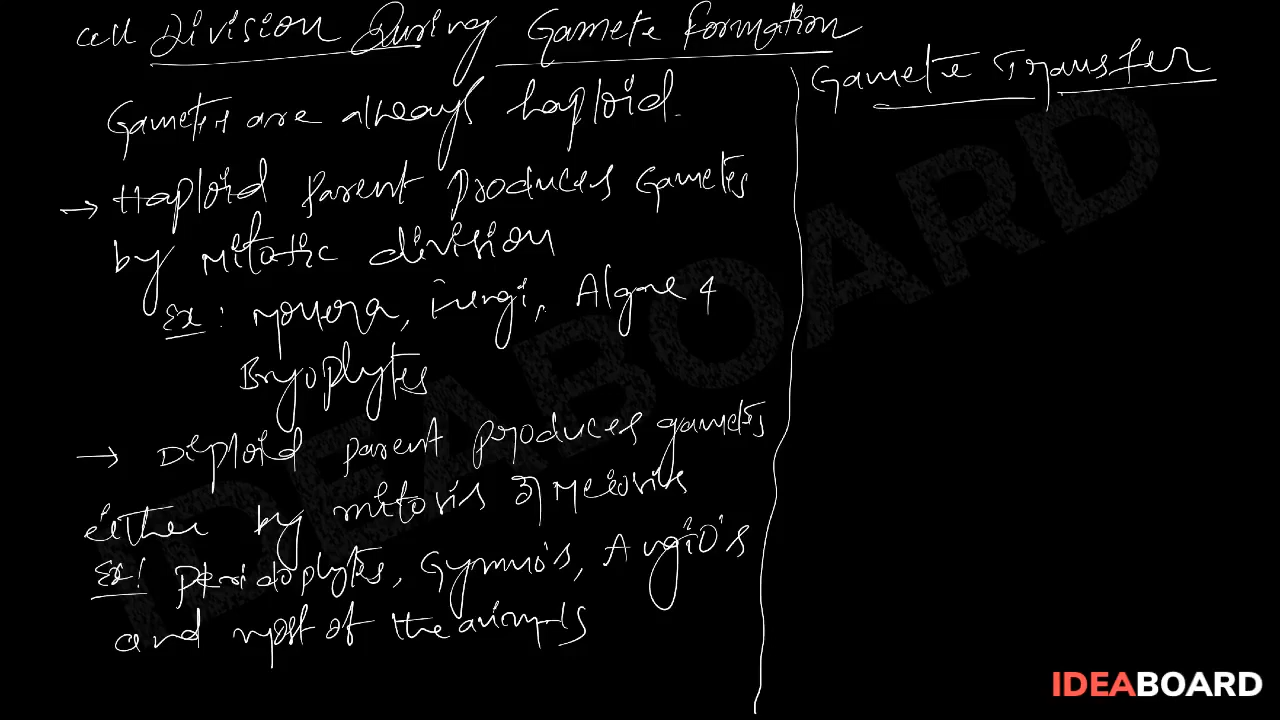 cell Division During Gamete Formation
Gametes are always haploid.
→ Haploid parent produces Gametes
by mitotic division
Ex: Monera, Fungi, Algae &
Bryophytes
→ Diploid parent produces gametes
either by mitosis or Meiosis
Ex: Pteridophytes, Gymno's, Angio's
and most of the animals
Gamete Transfer
IDEABOARD
IDEABOARD